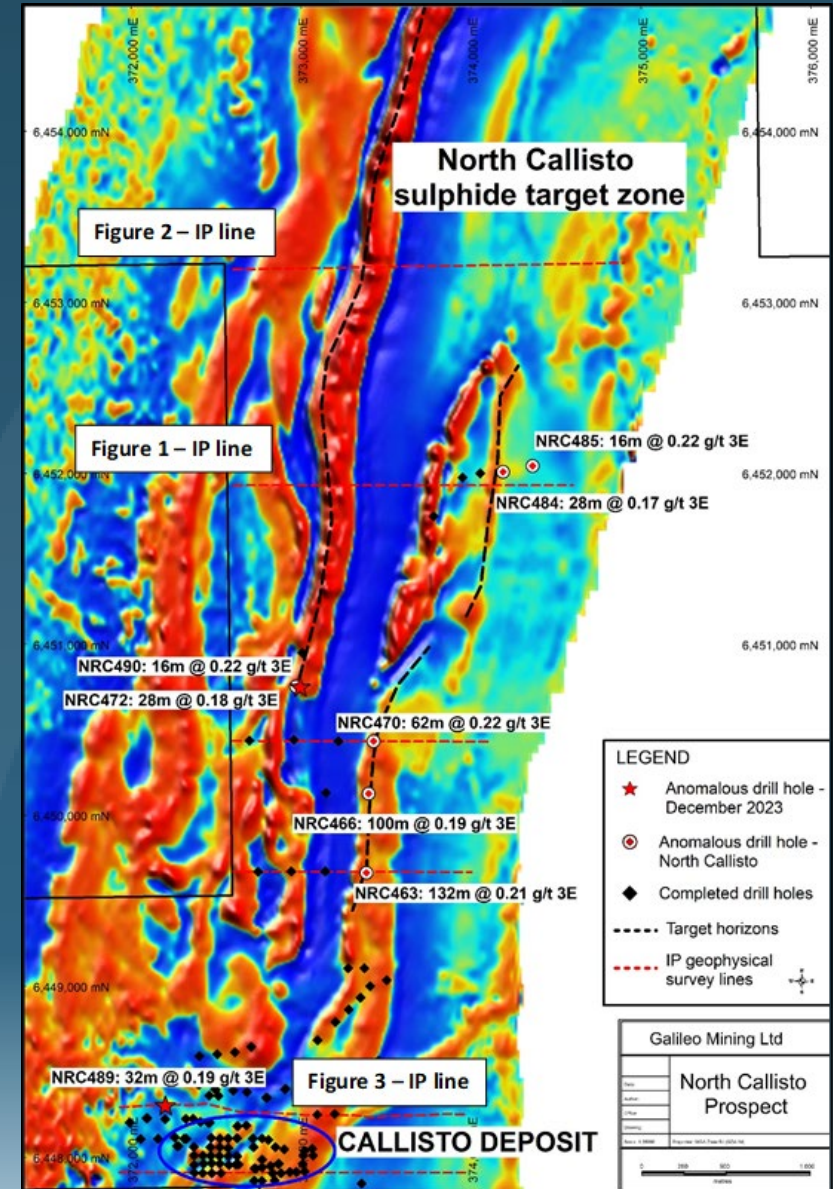 372,000 mE
373,000 mE
374,000 mE
375,000 mE
376,000 mE
6,454,000 mN
6,454,000 mN
North Callisto
sulphide target zone
Figure 2 – IP line
6,453,000 mN
6,453,000 mN
Figure 1 – IP line
NRC485: 16m @ 0.22 g/t 3E
6,452,000 mN
6,452,000 mN
NRC484: 28m @ 0.17 g/t 3E
6,451,000 mN
6,451,000 mN
NRC490: 16m @ 0.22 g/t 3E
NRC472: 28m @ 0.18 g/t 3E
NRC470: 62m @ 0.22 g/t 3E
6,450,000 mN
NRC466: 100m @ 0.19 g/t 3E
NRC463: 132m @ 0.21 g/t 3E
LEGEND
Anomalous drill hole -
December 2023
Anomalous drill hole -
North Callisto
Completed drill holes
Target horizons
IP geophysical
survey lines
6,449,000 mN
NRC489: 32m @ 0.19 g/t 3E
Figure 3 – IP line
CALLISTO DEPOSIT
6,448,000 mN
372,000 mE
Galileo Mining Ltd
North Callisto
Prospect
0
metres